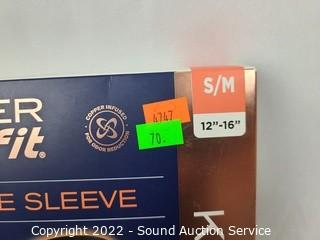 ER
fit®
COPPER INFUSED
FOR ODOR REDUCTION
4747
70.
S/M
12"-16"
E SLEEVE
K
Copyright 2022 - Sound Auction Service